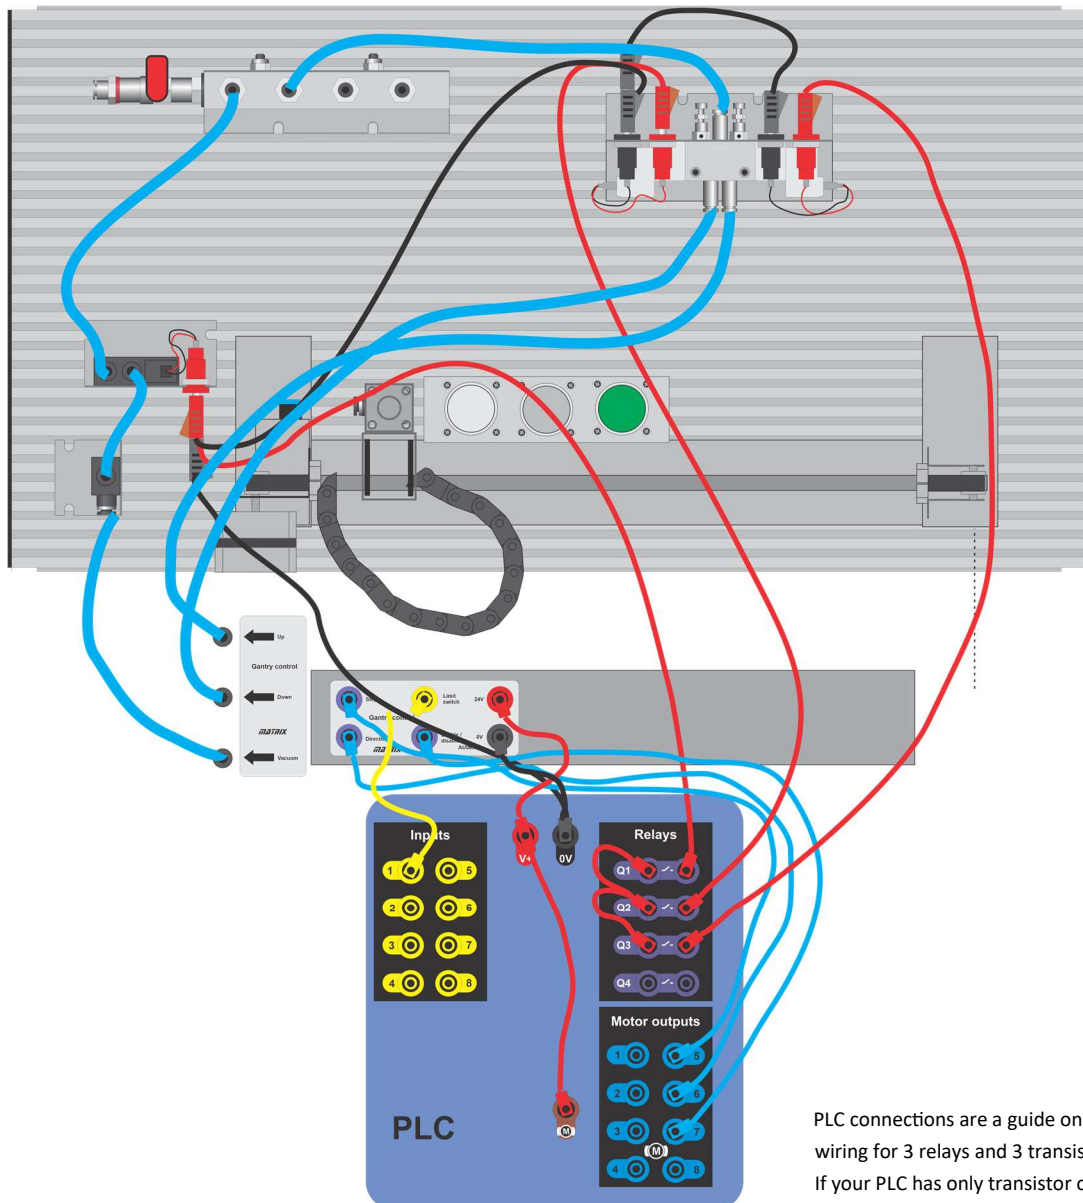 Up
Gantry control
Down
MATRIX
Vacuum
Limit
switch
24V
Direction
0V
MATRIX
Inputs
V+
0V
Relays
1
5
2
6
3
7
4
8
Q1
Q2
Q3
Q4
Motor outputs
1
5
2
6
3
7
M
4
8
PLC
M
PLC connections are a guide on
wiring for 3 relays and 3 transis
If your PLC has only transistor o